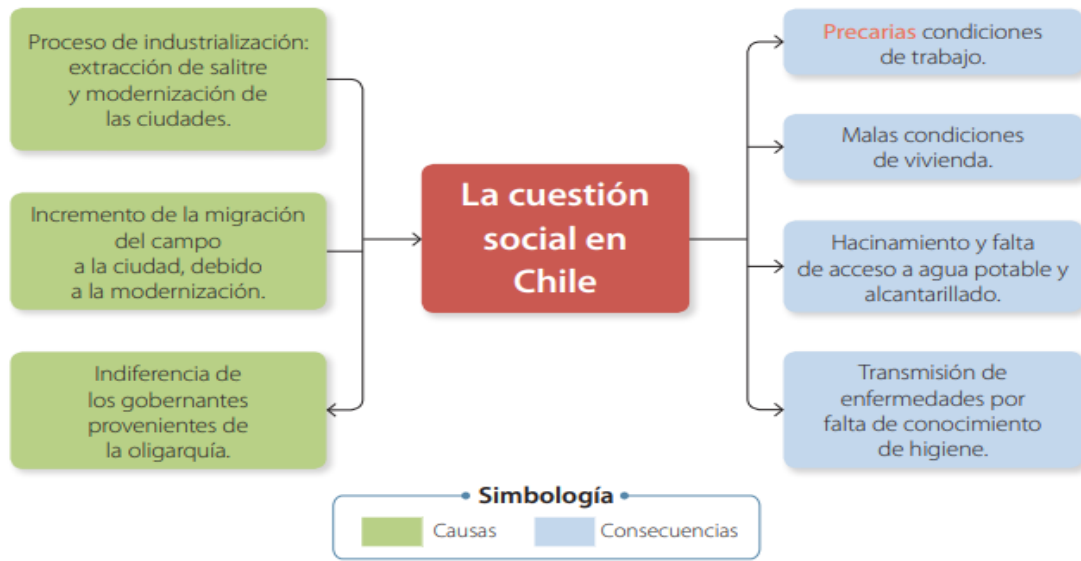 Proceso de industrialización:
extracción de salitre
y modernización de
las ciudades.
Incremento de la migración
del campo
a la ciudad, debido
a la modernización.
Indiferencia de
los gobernantes
provenientes de
la oligarquía.
La cuestión
social en
Chile
Precarias condiciones
de trabajo.
Malas condiciones
de vivienda.
Hacinamiento y falta
de acceso a agua potable y
alcantarillado.
Transmisión de
enfermedades por
falta de conocimiento
de higiene.
Simbología
Causas
Consecuencias